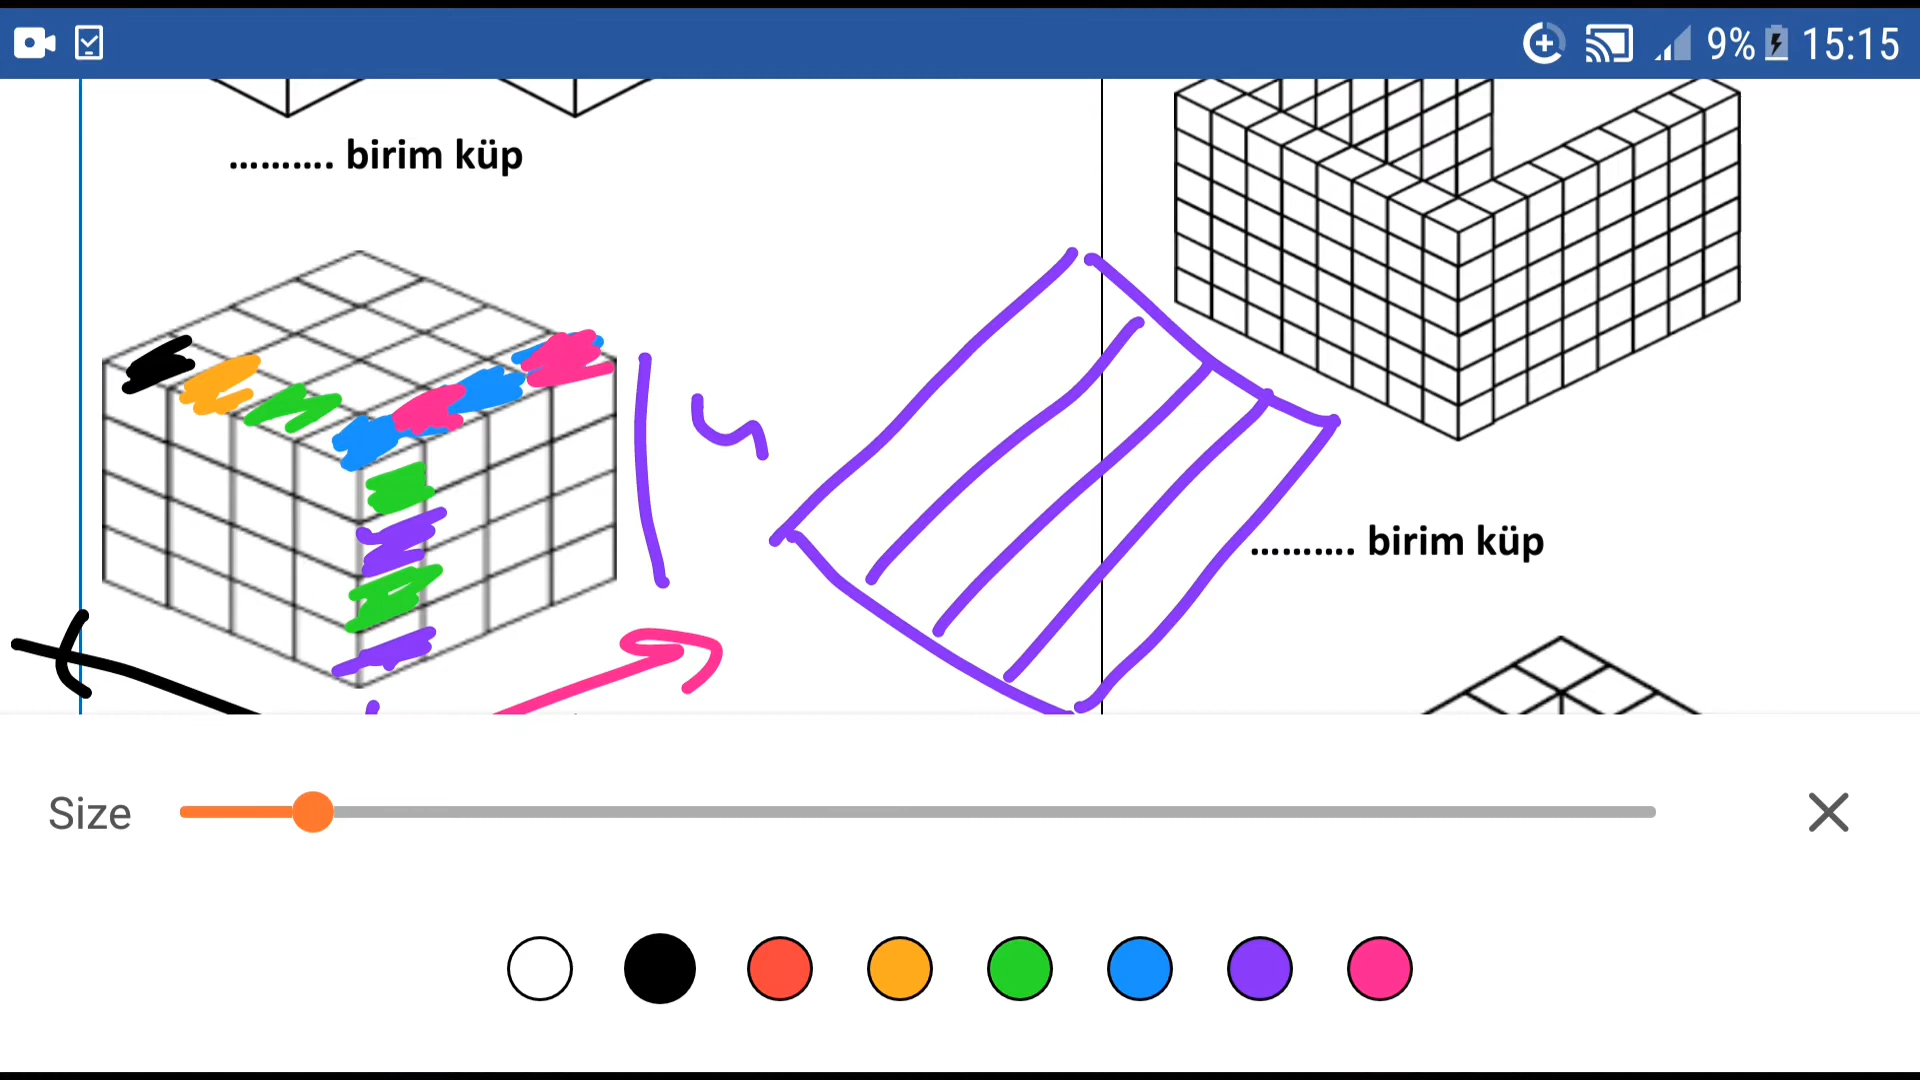 9% 15:15
.......... birim küp
.......... birim küp
Size